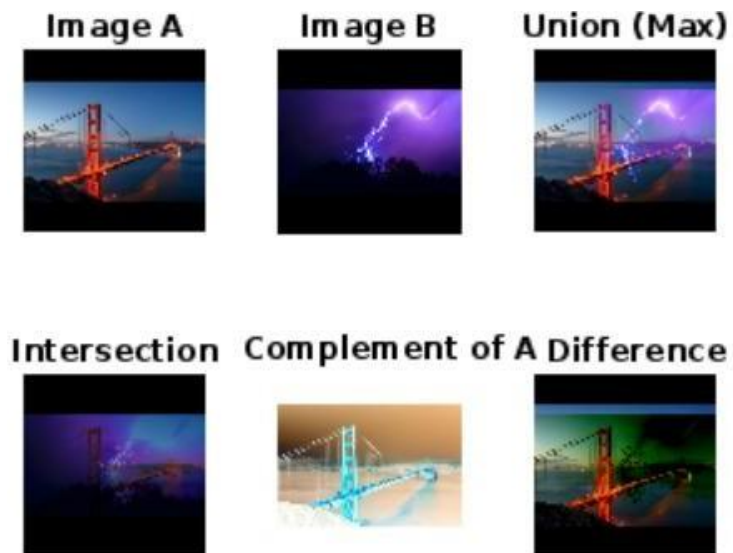 Image A
Image B
Union (Max)
Intersection
Complement of A
Difference